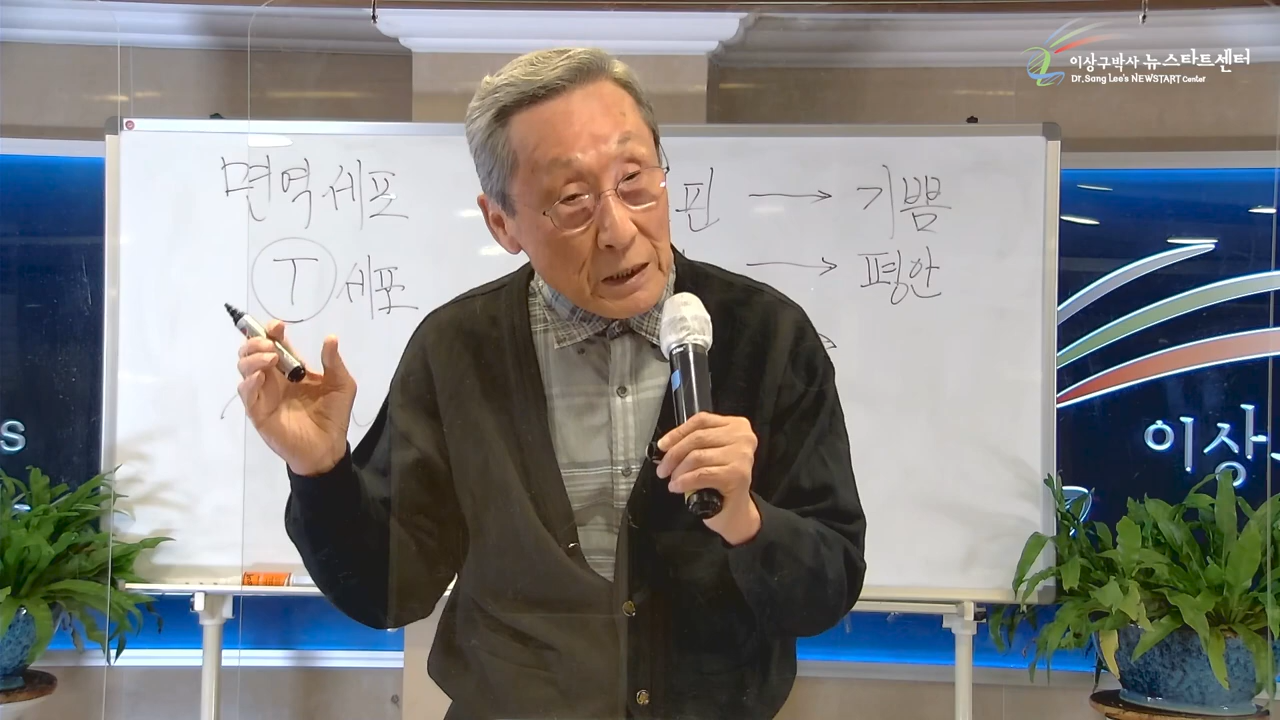 이상구박사 뉴스타트센터
Dr. Sang Lee's NEWSTART Center
면역세포 핀 → 기쁨
T 세포 → 평안
s
이상